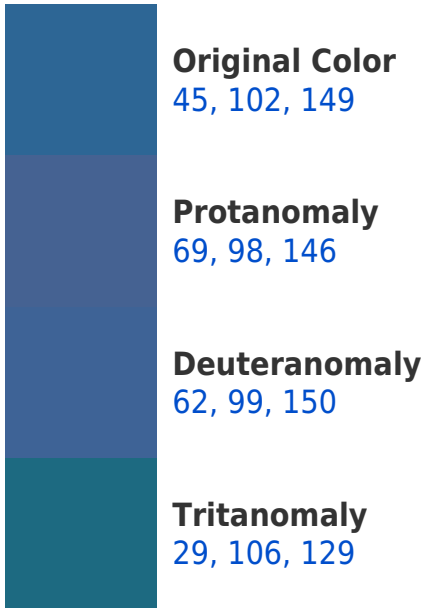 Original Color
45, 102, 149
Protanomaly
69, 98, 146
Deuteranomaly
62, 99, 150
Tritanomaly
29, 106, 129